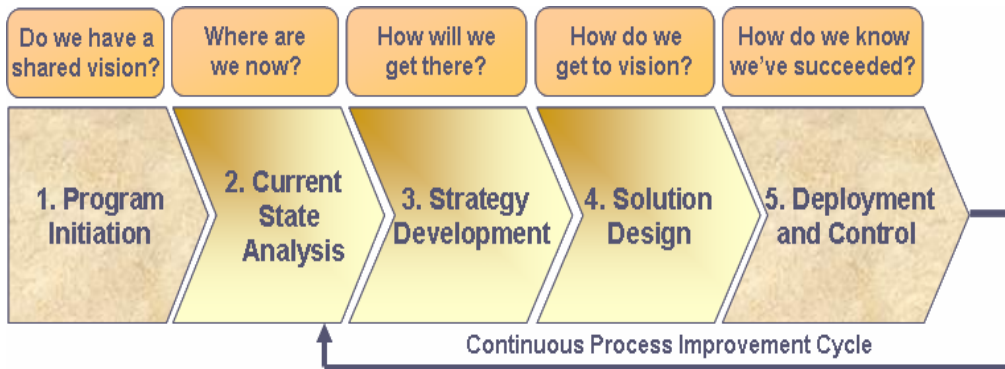 Do we have a
shared vision?
Where are
we now?
How will we
get there?
How do we
get to vision?
How do we know
we've succeeded?
1. Program
Initiation
2. Current
State
Analysis
3. Strategy
Development
4. Solution
Design
5. Deployment
and Control
Continuous Process Improvement Cycle